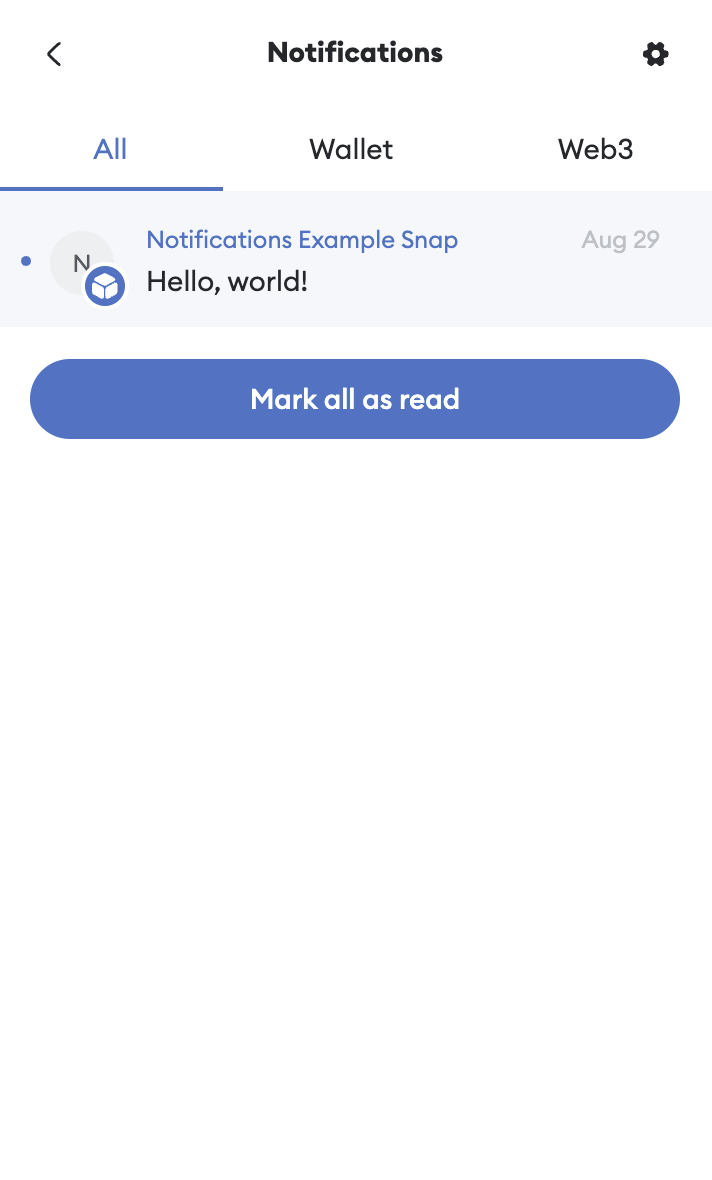 Notifications
All Wallet Web3
N
Notifications Example Snap Aug 29
Hello, world!
Mark all as read